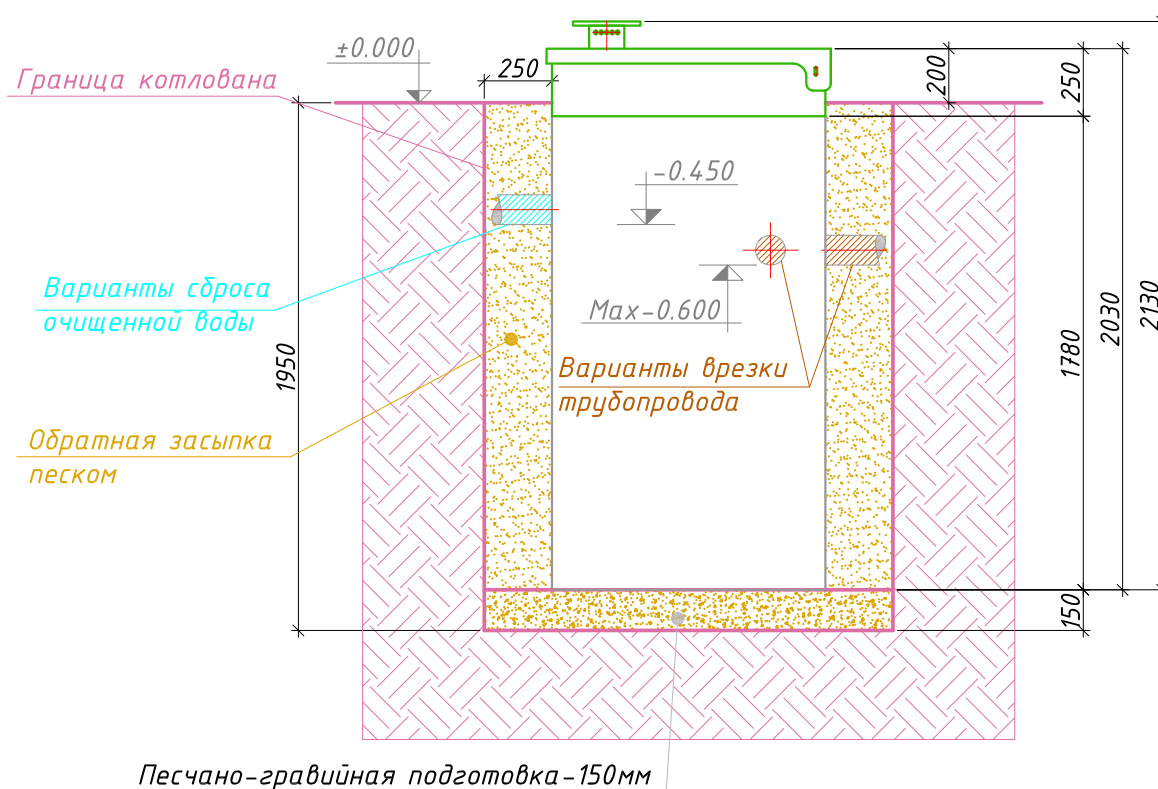 ±0.000
Граница котлована
250
200
250
-0.450
Варианты сброса
очищенной воды
Max-0.600
1950
Варианты врезки
трубопровода
1780
2030
2130
Обратная засыпка
песком
150
Песчано-гравийная подготовка-150мм